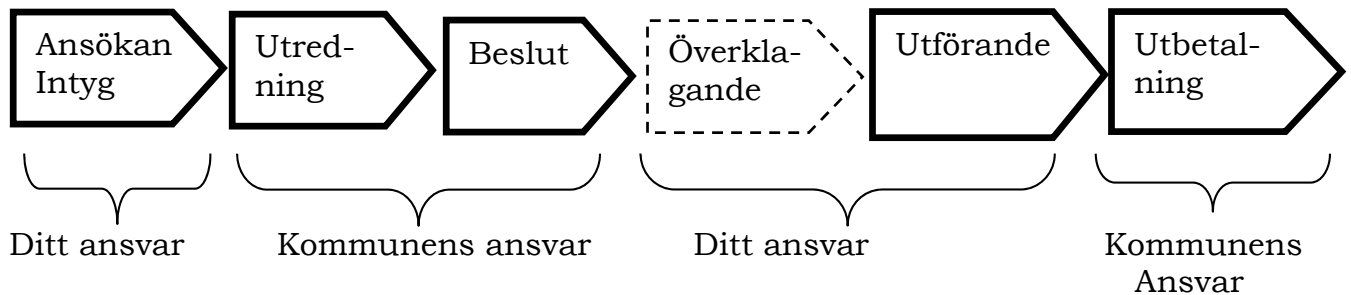 Ansökan
Intyg
Utred-
ning
Beslut
Överkla-
gande
Utförande
Utbetal-
ning
Ditt ansvar
Kommunens ansvar
Ditt ansvar
Kommunens
Ansvar